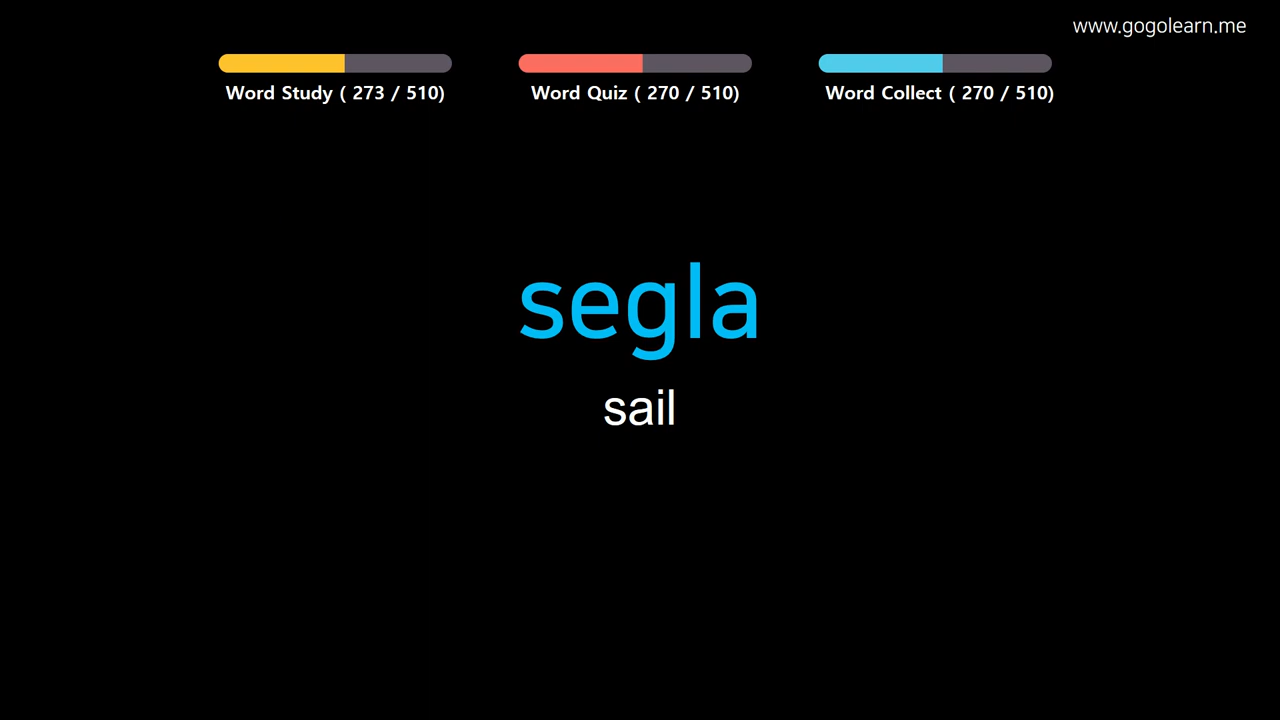 www.gogolearn.me
Word Study ( 273 / 510)
Word Quiz ( 270 / 510)
Word Collect ( 270 / 510)
segla
sail